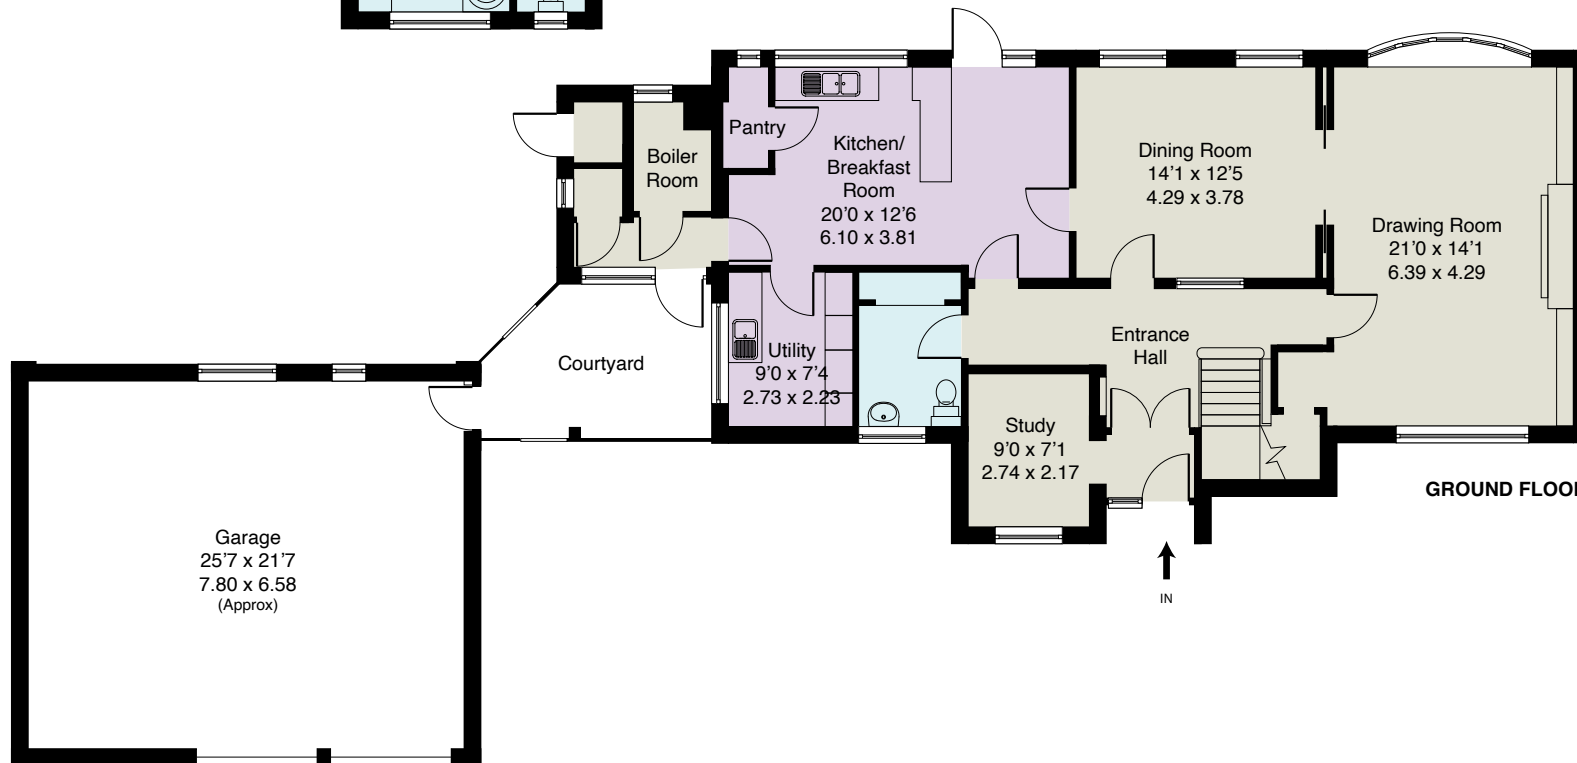 Pantry
Kitchen/
Breakfast
Room
20'0 x 12'6
6.10 x 3.81
Boiler
Room
Dining Room
14'1 x 12'5
4.29 x 3.78
Drawing Room
21'0 x 14'1
6.39 x 4.29
Entrance
Hall
Courtyard
Utility
9'0 x 7'4
2.73 x 2.23
Study
9'0 x 7'1
2.74 x 2.17
GROUND FLOO
Garage
25'7 x 21'7
7.80 x 6.58
(Approx)
IN